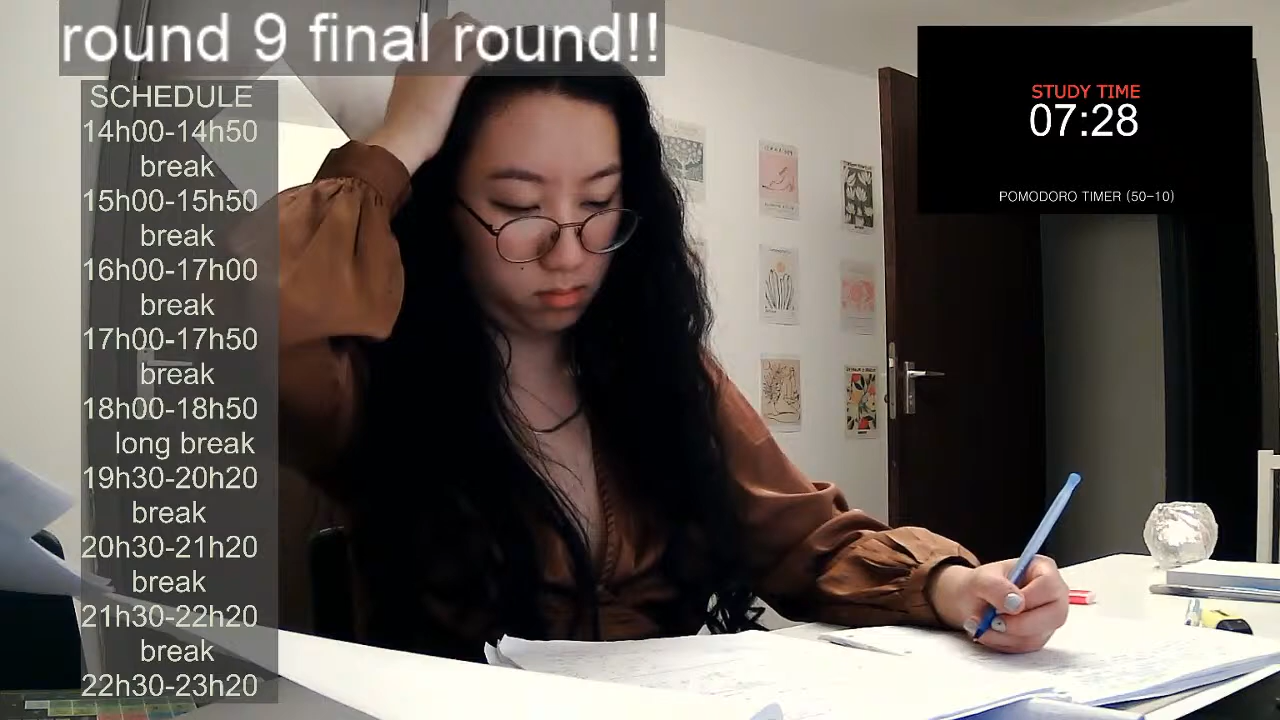 round 9 final round!!
SCHEDULE
14h00-14h50
break
15h00-15h50
break
16h00-17h00
break
17h00-17h50
break
18h00-18h50
long break
19h30-20h20
break
20h30-21h20
break
21h30-22h20
break
22h30-23h20
STUDY TIME
07:28
POMODORO TIMER (50-10)